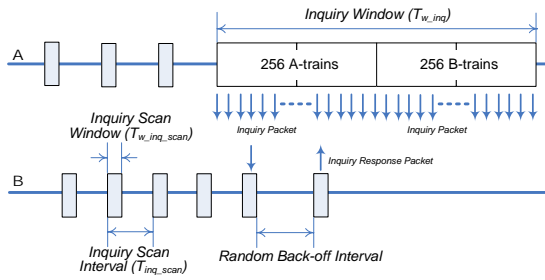 Inquiry Window (T_w_inq)
A
256 A-trains
256 B-trains
Inquiry Scan
Window (T_w_inq_scan)
Inquiry Packet
Inquiry Packet
Inquiry Response Packet
B
Inquiry Scan
Interval (T_inq_scan)
Random Back-off Interval